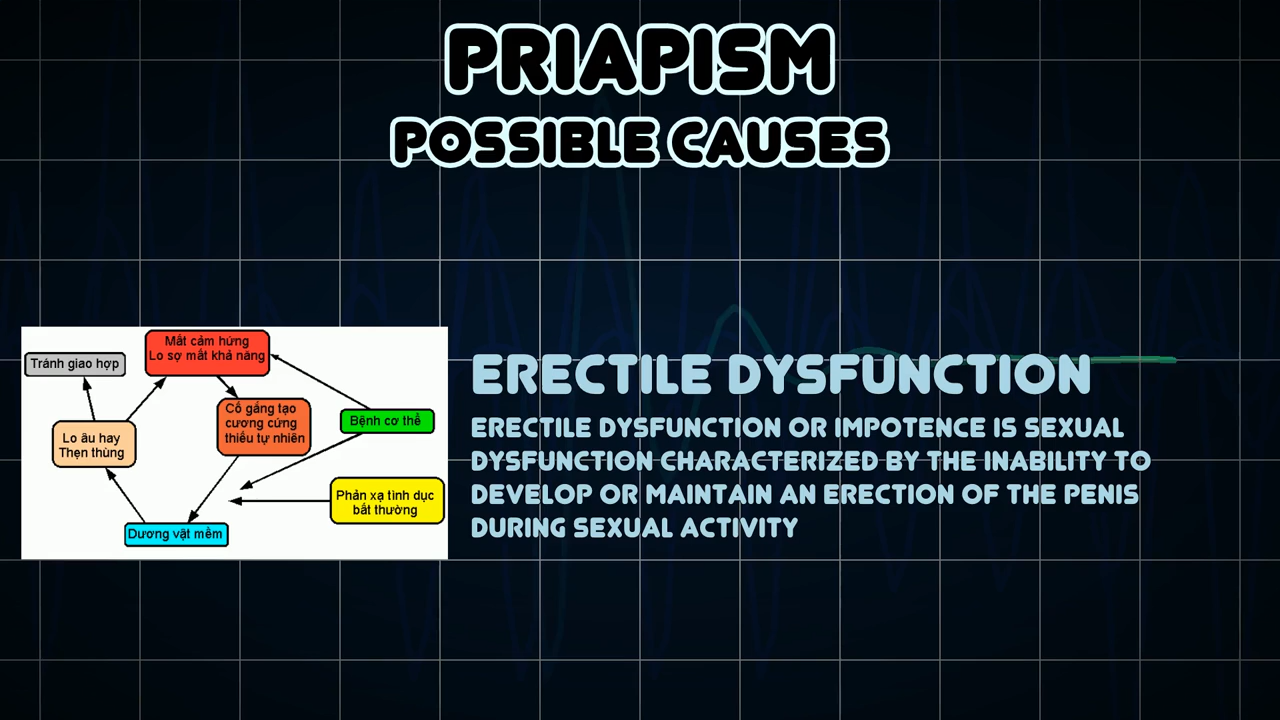 PRIAPISM
POSSIBLE CAUSES
Mất cảm hứng
Lo sợ mất khả năng
Tránh giao hợp
Cố gắng tạo
cương cứng
thiếu tự nhiên
Bệnh cơ thể
Lo âu hay
Thẹn thùng
Phản xạ tình dục
bất thường
Dương vật mềm
ERECTILE DYSFUNCTION
ERECTILE DYSFUNCTION OR IMPOTENCE IS SEXUAL
DYSFUNCTION CHARACTERIZED BY THE INABILITY TO
DEVELOP OR MAINTAIN AN ERECTION OF THE PENIS
DURING SEXUAL ACTIVITY